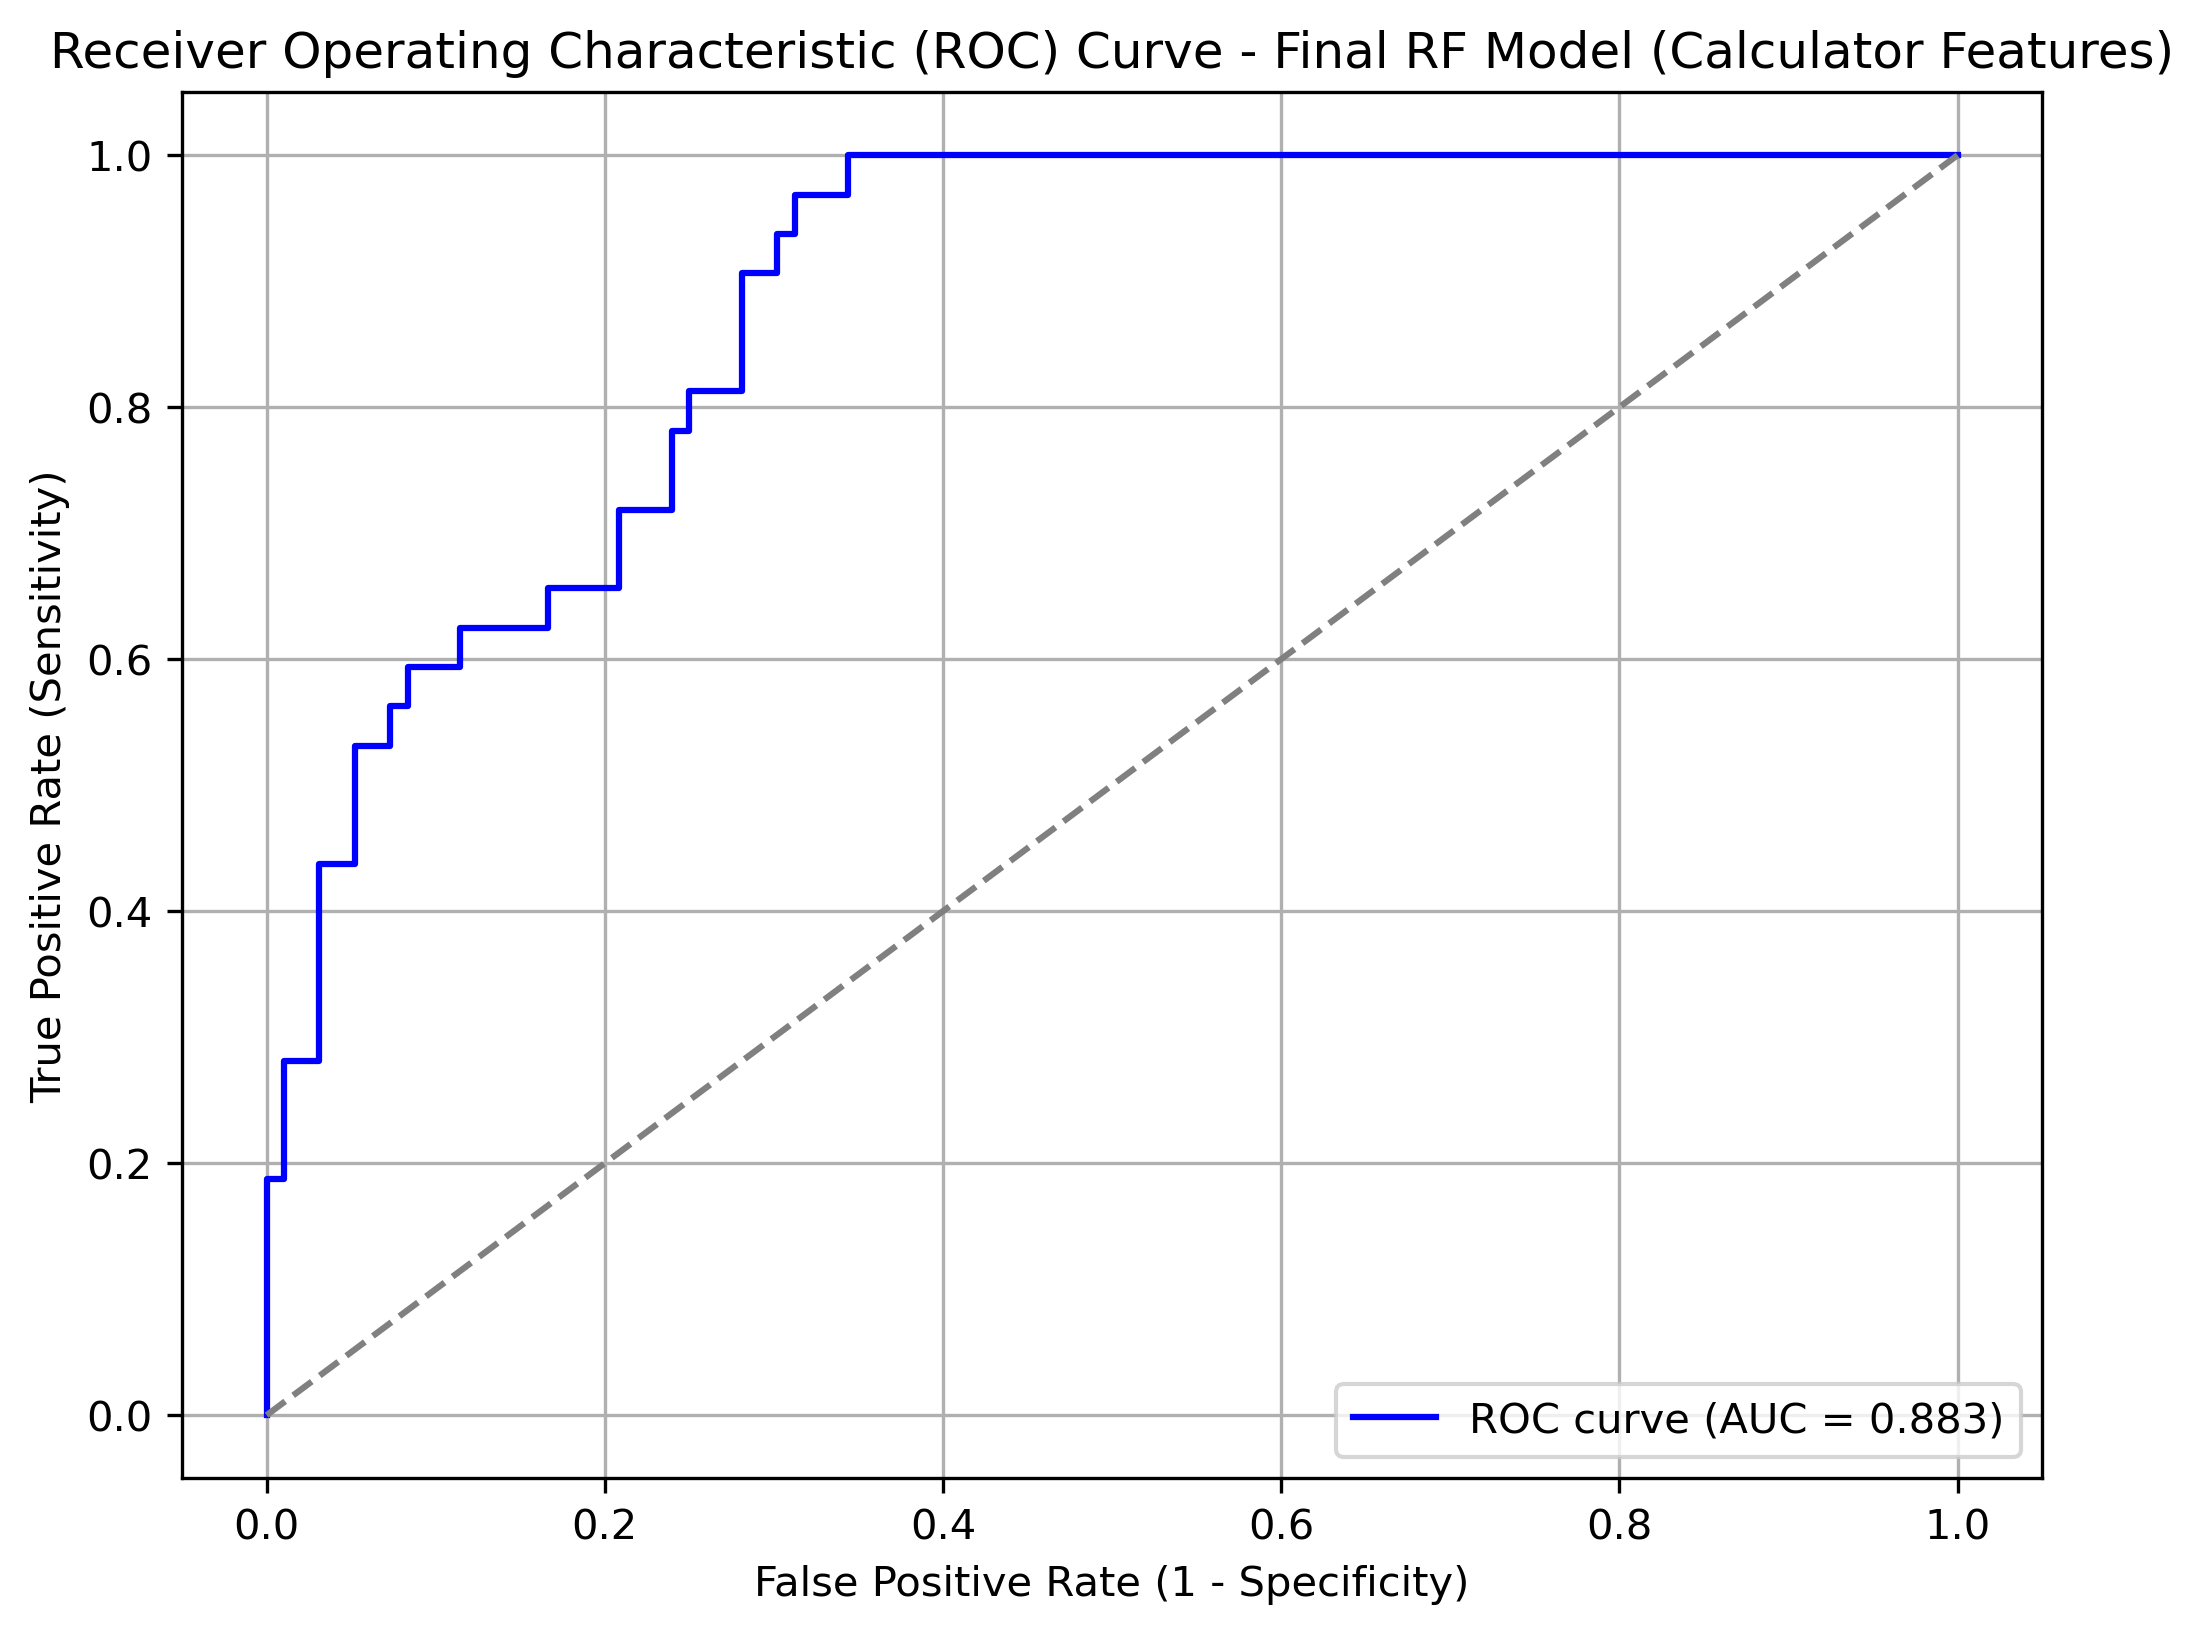 Receiver Operating Characteristic (ROC) Curve - Final RF Model (Calculator Features)
True Positive Rate (Sensitivity)
1.0
0.8
0.6
0.4
0.2
0.0
ROC curve (AUC = 0.883)
0.0 0.2 0.4 0.6 0.8 1.0
False Positive Rate (1 - Specificity)